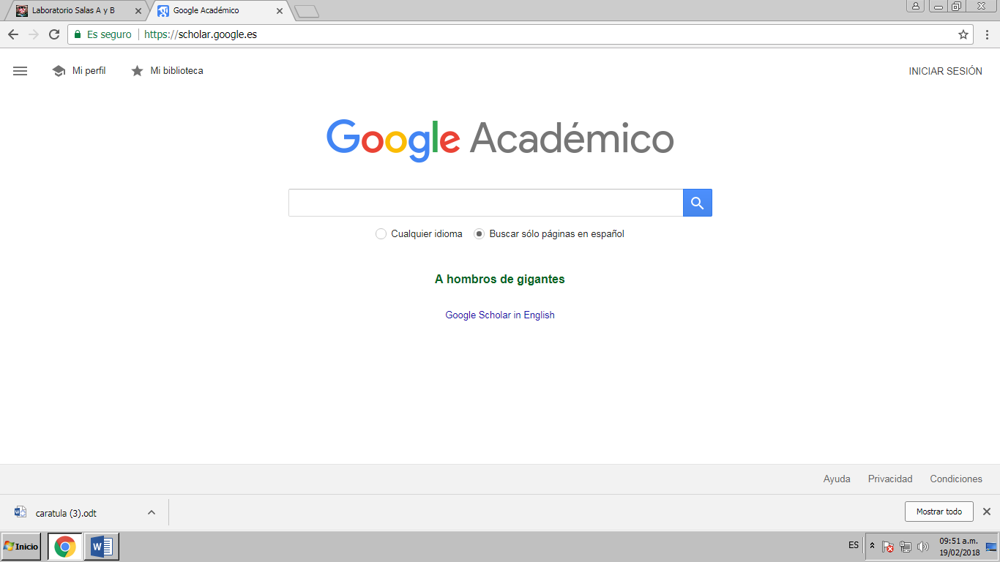 Laboratorio Salas A y B
Google Académico
Es seguro
https://scholar.google.es
Mi perfil
Mi biblioteca
INICIAR SESIÓN
Google Académico
Cualquier idioma
Buscar sólo páginas en español
A hombros de gigantes
Google Scholar in English
Ayuda
Privacidad
Condiciones
caratula (3).odt
Mostrar todo
Inicio
ES
09:51 a.m.
19/02/2018